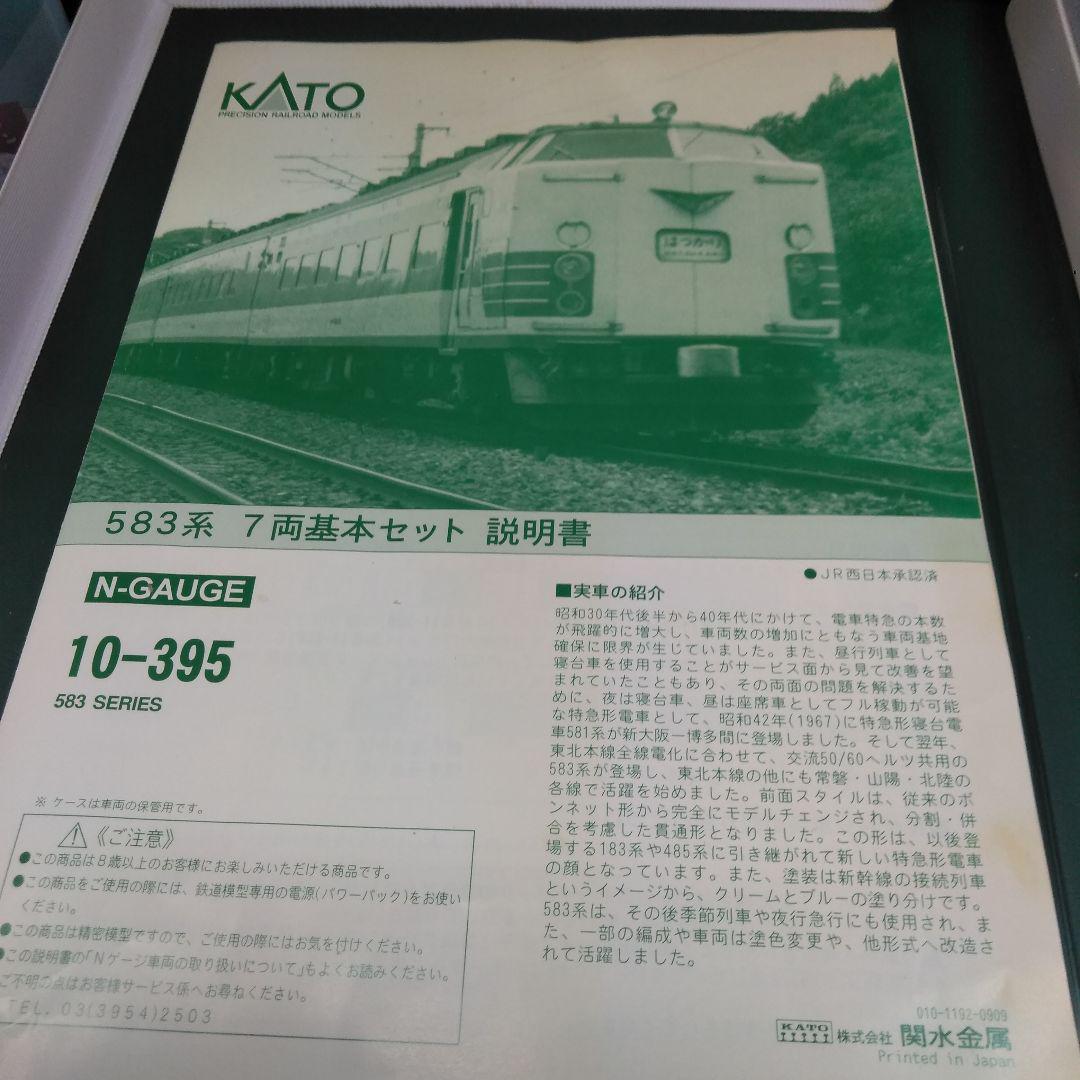 KATO
PRECISION RAILROAD MODELS
はつかり
583系 7両基本セット 説明書
N-GAUGE
10-395
583 SERIES
●JR西日本承認済
■実車の紹介
昭和30年代後半から40年代にかけて、電車特急の本数
が飛躍的に増大し、車両数の増加にともなう車両基地
確保に限界が生じていました。また、昼行列車として
寝台車を使用することがサービス面から見て改善を望
まれていたこともあり、その両面の問題を解決するた
めに、夜は寝台車、昼は座席車としてフル稼動が可能
な特急形電車として、昭和42年(1967)に特急形寝台電
車581系が新大阪ー博多間に登場しました。そして翌年、
東北本線全線電化に合わせて、交流50/60ヘルツ共用の
583系が登場し、東北本線の他にも常磐・山陽・北陸の
各線で活躍を始めました。前面スタイルは、従来のボ
ンネット形から完全にモデルチェンジされ、分割・併
合を考慮した貫通形となりました。この形は、以後登
場する183系や485系に引き継がれて新しい特急形電車
の顔となっています。また、塗装は新幹線の接続列車
というイメージから、クリームとブルーの塗り分けです。
583系は、その後季節列車や夜行急行にも使用され、ま
た、一部の編成や車両は塗色変更や、他形式へ改造さ
れて活躍しました。
※ ケースは車両の保管用です。
《ご注意》
●この商品は8歳以上のお客様にお楽しみいただける商品です。
●この商品をご使用の際には、鉄道模型専用の電源(パワーパック)をお使い
ください。
●この商品は精密模型ですので、ご使用の際にはお気を付けください。
●この説明書の「Nゲージ車両の取り扱いについて」もよくお読みください。
ご不明の点はお客様サービス係へお尋ねください。
TEL. 03(3954)2503
010-1192-0909
KATO 株式会社 関水金属
Printed in Japan